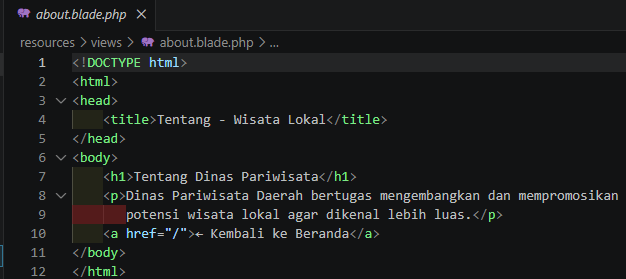 about.blade.php ×
resources > views > about.blade.php > ...
1 <!DOCTYPE html>
2 <html>
3 <head>
4 <title>Tentang - Wisata Lokal</title>
5 </head>
6 <body>
7 <h1>Tentang Dinas Pariwisata</h1>
8 <p>Dinas Pariwisata Daerah bertugas mengembangkan dan mempromosikan
9 potensi wisata lokal agar dikenal lebih luas.</p>
10 <a href="/">← Kembali ke Beranda</a>
11 </body>
12 </html>